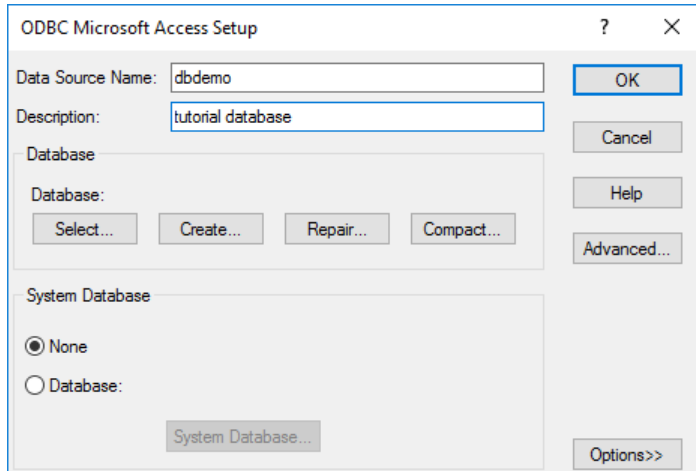 ODBC Microsoft Access Setup ?
Data Source Name: dbdemo
OK
Description: tutorial database
Cancel
Database
Database:
Help
Select... Create... Repair... Compact...
Advanced...
System Database
None
Database:
System Database...
Options>>